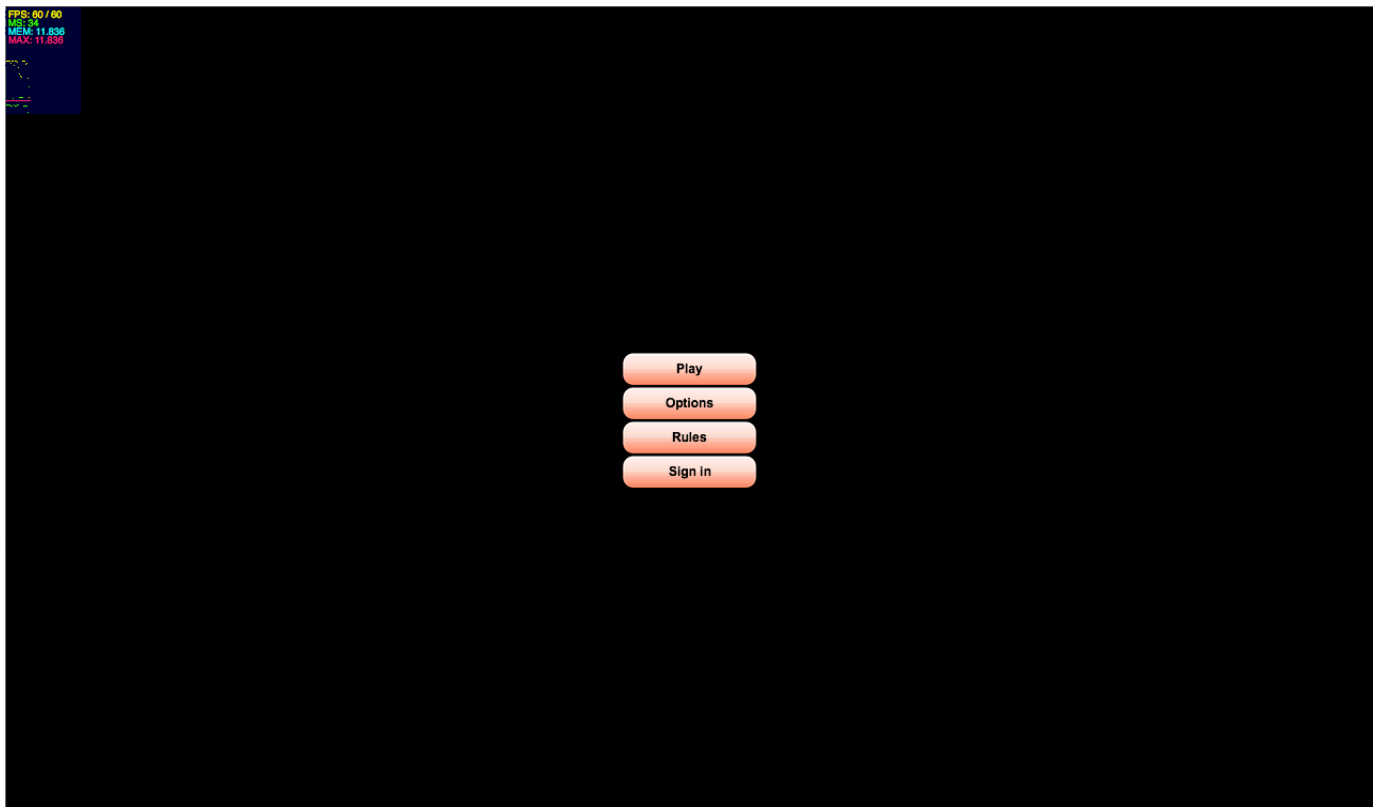 FPS: 60 / 60
MS: 34
MEM: 11.836
MAX: 11.836
Play
Options
Rules
Sign in